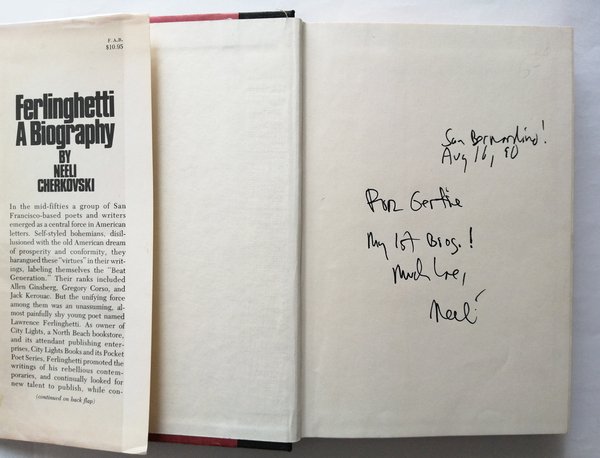 F.A.B.
$10.95
Ferlinghetti
A Biography
BY
NEELI
CHERKOVSKI
In the mid-fifties a group of San
Francisco-based poets and writers
emerged as a central force in American
letters. Self-styled bohemians, disil-
lusioned with the old American dream
of prosperity and conformity, they
harangued these "virtues" in their writ-
ings, labeling themselves the "Beat
Generation." Their ranks included
Allen Ginsberg, Gregory Corso, and
Jack Kerouac. But the unifying force
among them was an unassuming, al-
most painfully shy young poet named
Lawrence Ferlinghetti. As owner of
City Lights, a North Beach bookstore,
and its attendant publishing enter-
prises, City Lights Books and its Pocket
Poet Series, Ferlinghetti promoted the
writings of his rebellious contem-
poraries, and continually looked for
new talent to publish, while con-
(continued on back flap)
San Bernardino!
Aug 16, 80
For
My 1st Biog.!
Much love,
Neeli